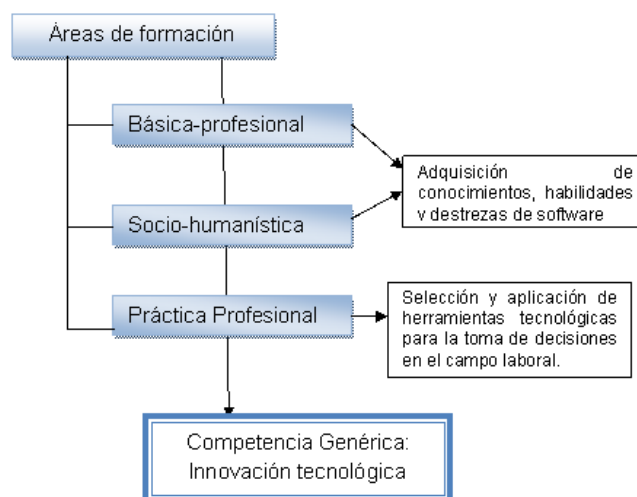 Áreas de formación
Básica-profesional
Adquisición de
conocimientos, habilidades
y destrezas de software
Socio-humanística
Práctica Profesional
Selección y aplicación de
herramientas tecnológicas
para la toma de decisiones
en el campo laboral.
Competencia Genérica:
Innovación tecnológica